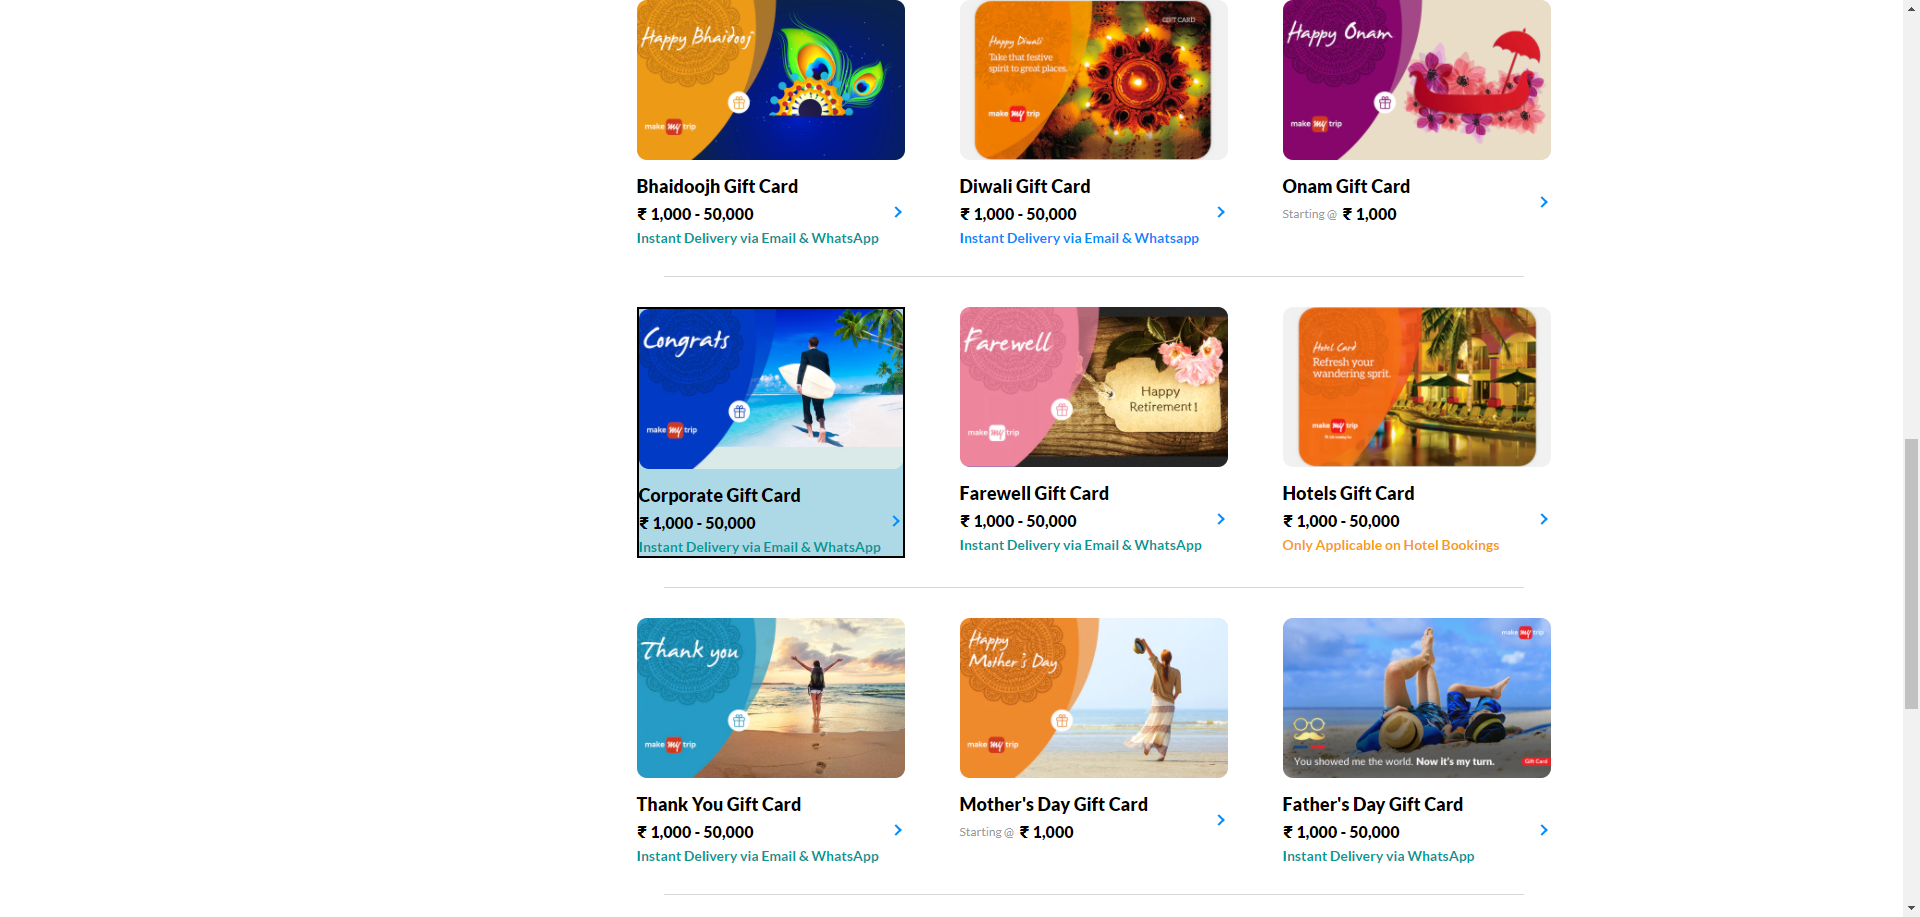 Happy Bhaidooj
make my trip
Bhaidoojh Gift Card
₹ 1,000 - 50,000
Instant Delivery via Email & WhatsApp
GIFT CARD
Happy Diwali
Take that festive
spirit to great places.
make my trip
Diwali Gift Card
₹ 1,000 - 50,000
Instant Delivery via Email & Whatsapp
Happy Onam
make my trip
Onam Gift Card
Starting @ ₹ 1,000
Congrats
make my trip
Corporate Gift Card
₹ 1,000 - 50,000
Instant Delivery via Email & WhatsApp
Farewell
Happy
Retirement!
make my trip
Farewell Gift Card
₹ 1,000 - 50,000
Instant Delivery via Email & WhatsApp
Hotel Card
Refresh your
wandering sprit.
make my trip
Hotels Gift Card
₹ 1,000 - 50,000
Only Applicable on Hotel Bookings
Thank you
make my trip
Thank You Gift Card
₹ 1,000 - 50,000
Instant Delivery via Email & WhatsApp
Happy
Mother's Day
make my trip
Mother's Day Gift Card
Starting @ ₹ 1,000
make my trip
You showed me the world. Now it's my turn.
Gift Card
Father's Day Gift Card
₹ 1,000 - 50,000
Instant Delivery via WhatsApp